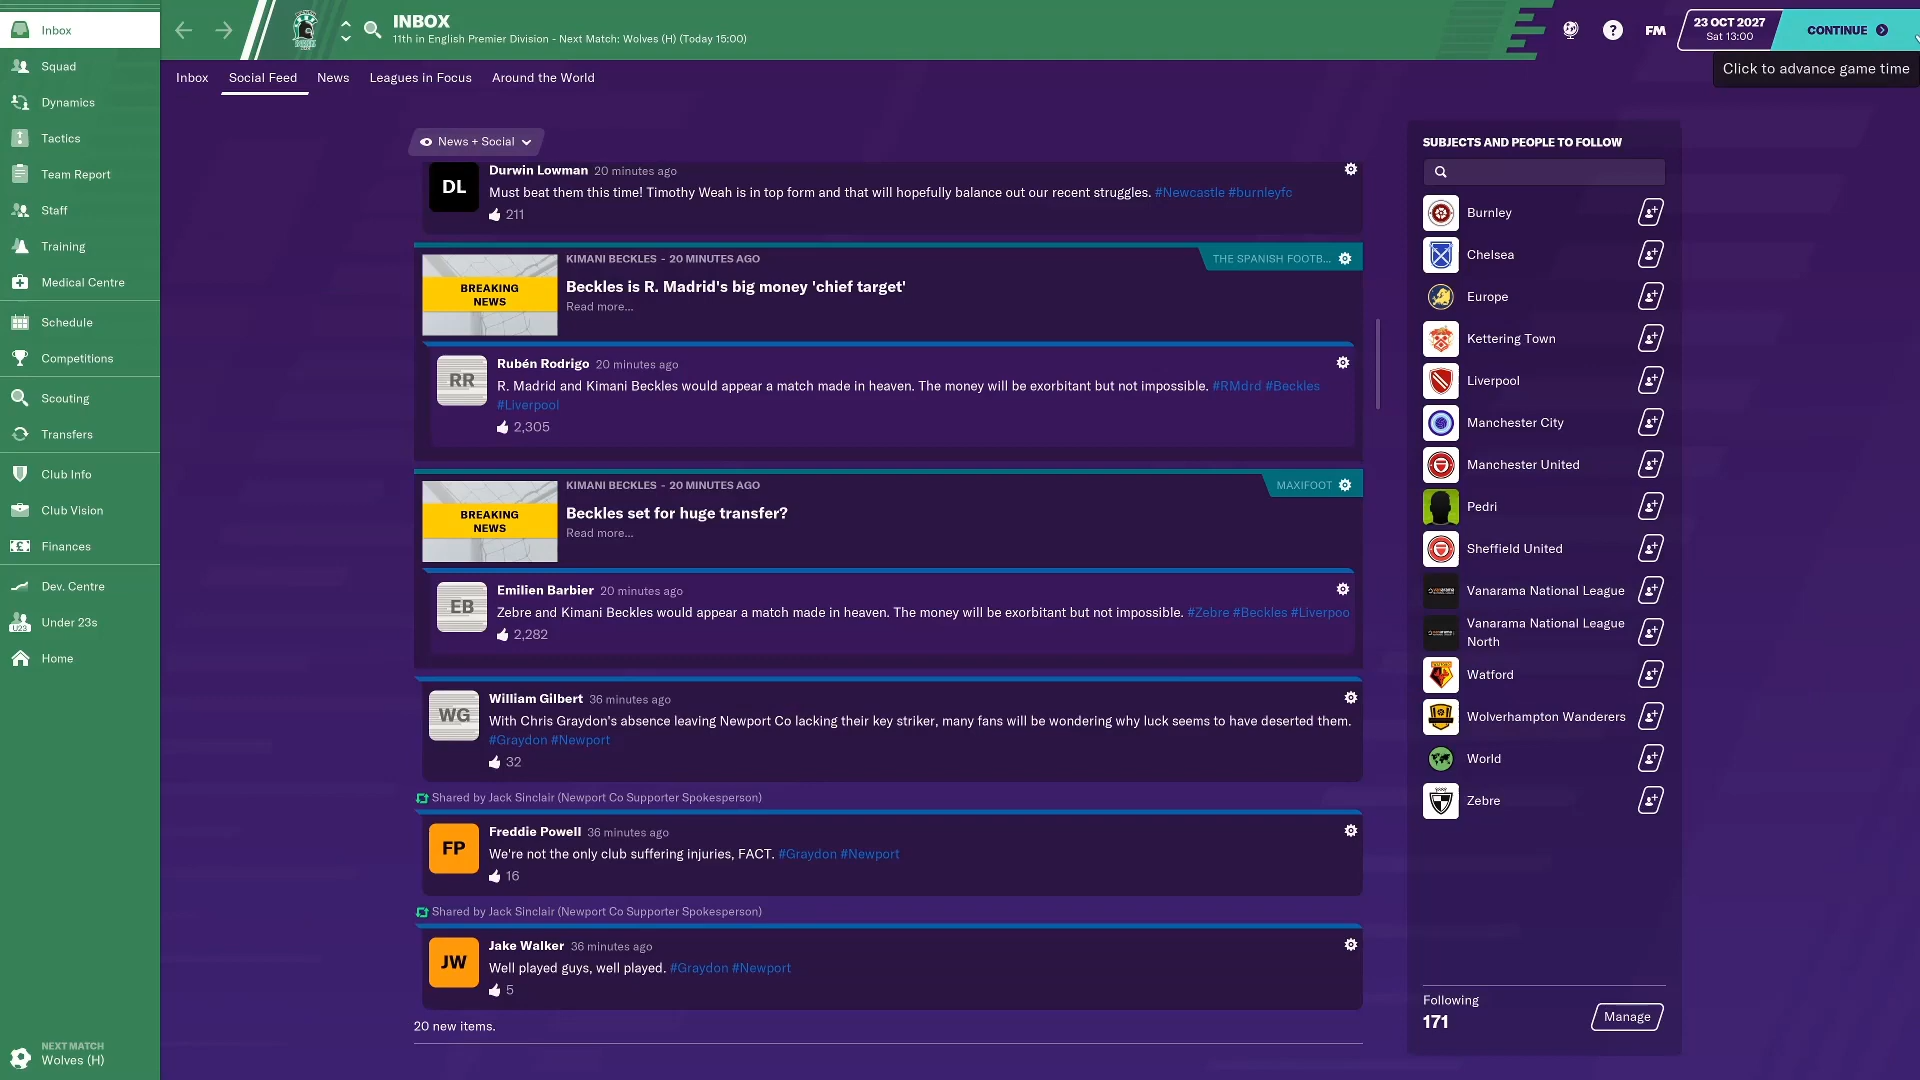 Inbox
Squad
Dynamics
Tactics
Team Report
Staff
Training
Medical Centre
Schedule
Competitions
Scouting
Transfers
Club Info
Club Vision
Finances
Dev. Centre
U23
Under 23s
Home
NEXT MATCH
Wolves (H)
INBOX
11th in English Premier Division - Next Match: Wolves (H) (Today 15:00)
?
FM
23 OCT 2027
Sat 13:00
CONTINUE
Click to advance game time
Inbox
Social Feed
News
Leagues in Focus
Around the World
News + Social
DL
Durwin Lowman 20 minutes ago
Must beat them this time! Timothy Weah is in top form and that will hopefully balance out our recent struggles. #Newcastle #burnleyfc
211
BREAKING
NEWS
KIMANI BECKLES - 20 MINUTES AGO
THE SPANISH FOOTB...
Beckles is R. Madrid's big money 'chief target'
Read more...
RR
Rubén Rodrigo 20 minutes ago
R. Madrid and Kimani Beckles would appear a match made in heaven. The money will be exorbitant but not impossible. #RMdrd #Beckles
#Liverpool
2,305
BREAKING
NEWS
KIMANI BECKLES - 20 MINUTES AGO
MAXIFOOT
Beckles set for huge transfer?
Read more...
EB
Emilien Barbier 20 minutes ago
Zebre and Kimani Beckles would appear a match made in heaven. The money will be exorbitant but not impossible. #Zebre #Beckles #Liverpoo
2,282
WG
William Gilbert 36 minutes ago
With Chris Graydon's absence leaving Newport Co lacking their key striker, many fans will be wondering why luck seems to have deserted them.
#Graydon #Newport
32
Shared by Jack Sinclair (Newport Co Supporter Spokesperson)
FP
Freddie Powell 36 minutes ago
We're not the only club suffering injuries, FACT. #Graydon #Newport
16
Shared by Jack Sinclair (Newport Co Supporter Spokesperson)
JW
Jake Walker 36 minutes ago
Well played guys, well played. #Graydon #Newport
5
20 new items.
SUBJECTS AND PEOPLE TO FOLLOW
Burnley
Chelsea
Europe
Kettering Town
Liverpool
Manchester City
Manchester United
Pedri
Sheffield United
Vanarama National League
Vanarama National League
North
Watford
Wolverhampton Wanderers
World
Zebre
Following
171
Manage